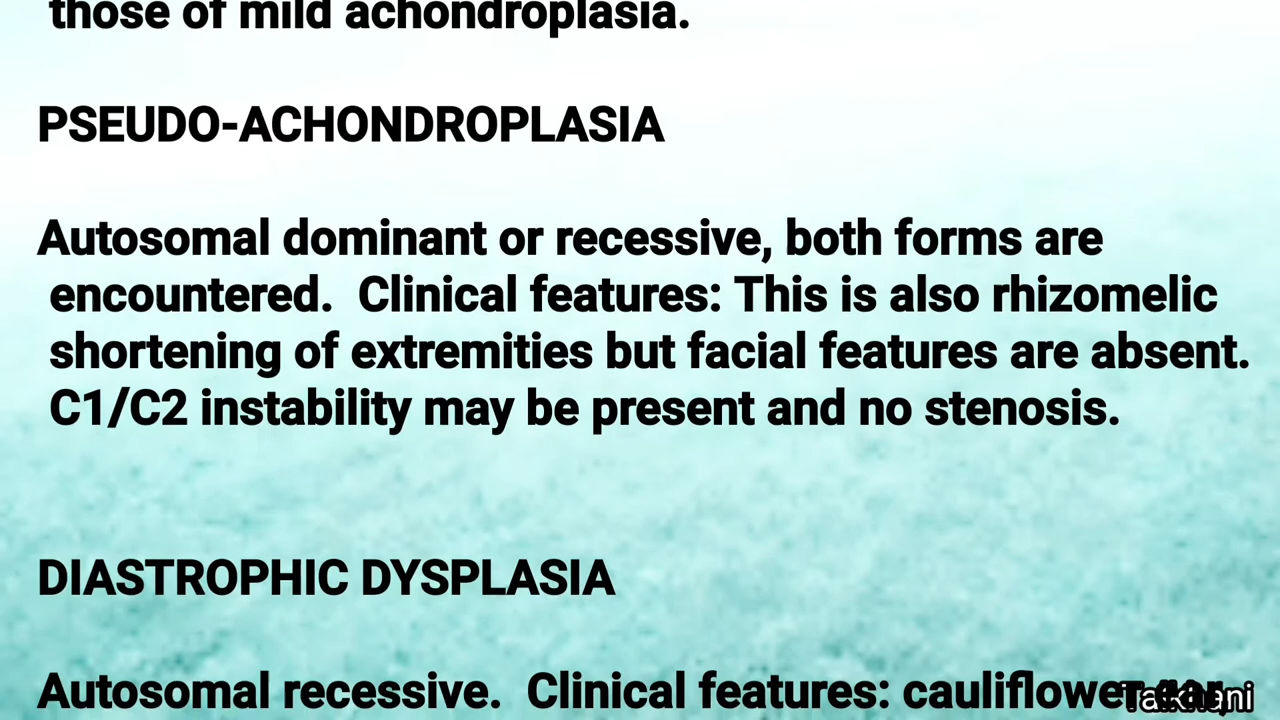 those of mild achondroplasia.
PSEUDO-ACHONDROPLASIA
Autosomal dominant or recessive, both forms are
encountered.  Clinical features: This is also rhizomelic
shortening of extremities but facial features are absent.
C1/C2 instability may be present and no stenosis.
DIASTROPHIC DYSPLASIA
Autosomal recessive.  Clinical features: cauliflower